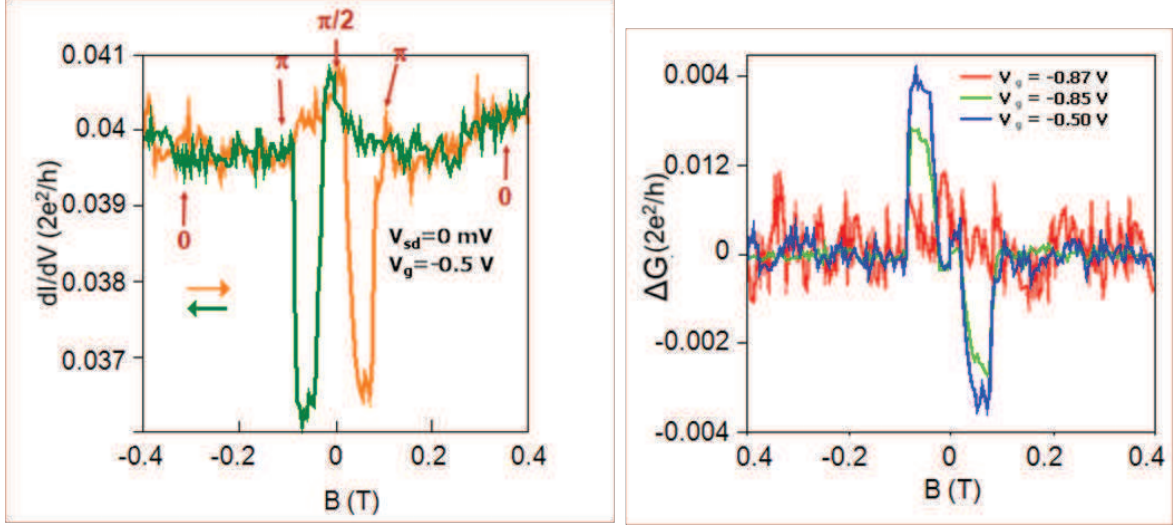 π/2
π
π
0.041
0.04
0.039
0.038
0.037
dI/dV (2e²/h)
0
0
V_sd=0 mV
V_g=-0.5 V
-0.4
-0.2
0
0.2
0.4
B (T)
0.004
0.012
0
-0.002
-0.004
ΔG(2e²/h)
V_g = -0.87 V
V_g = -0.85 V
V_g = -0.50 V
0.4
-0.2
0
0.2
0.4
B (T)